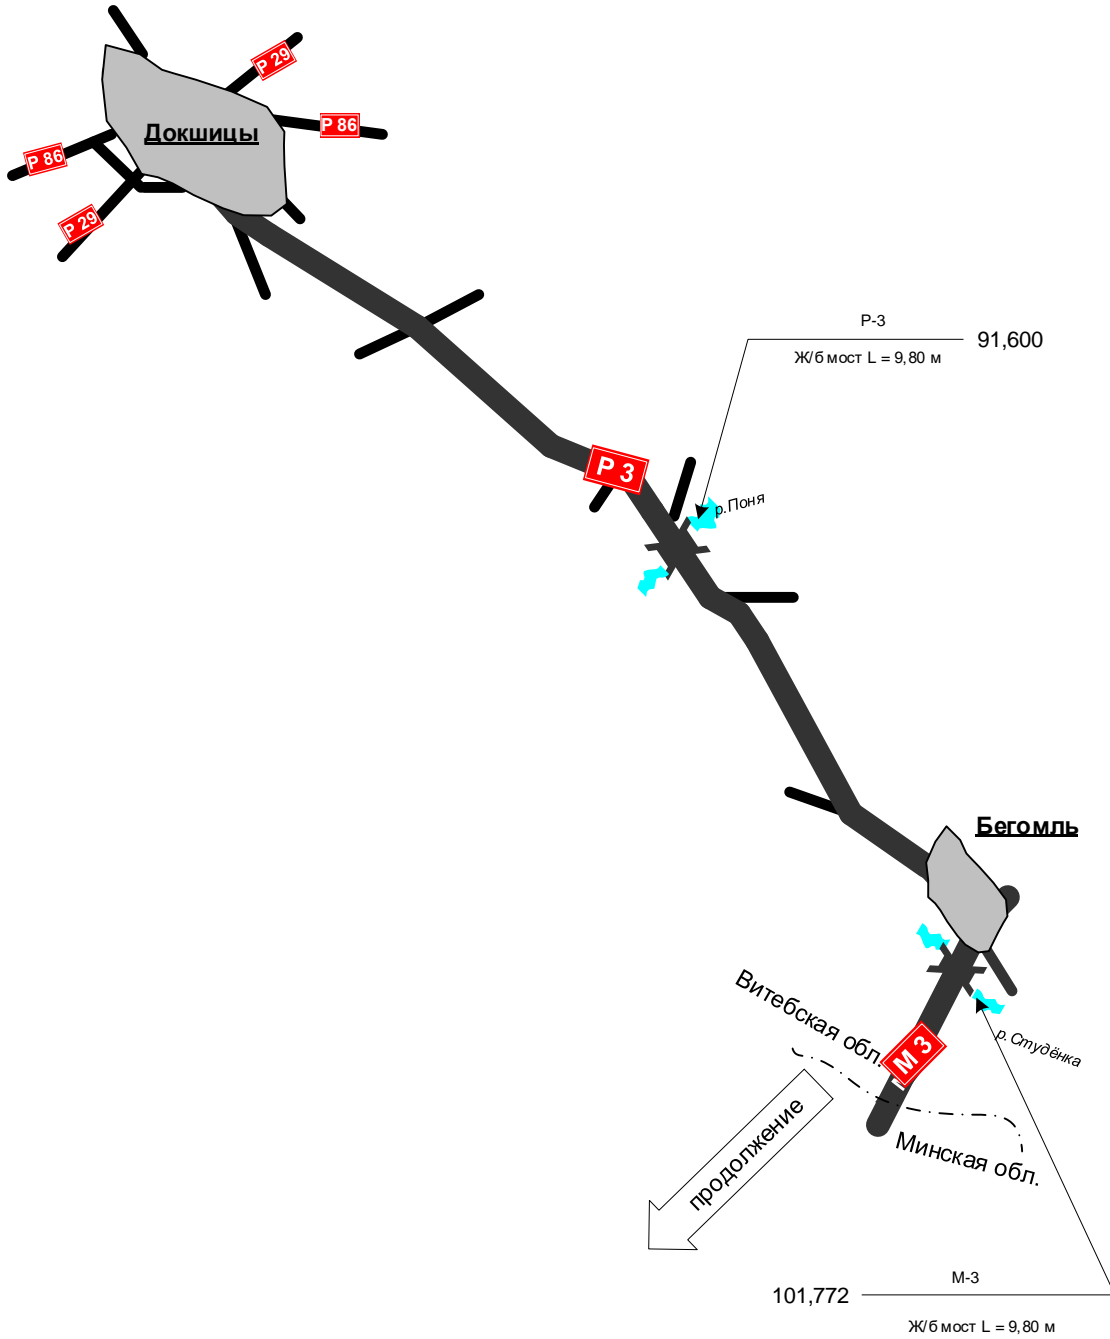 Р 29
Р 86
Докшицы
Р 86
Р 29
Р-3
91,600
Ж/б мост L = 9,80 м
Р 3
р.Поня
Бегомль
Витебская обл.
М 3
р.Студёнка
продолжение
Минская обл.
М-3
101,772
Ж/б мост L = 9,80 м